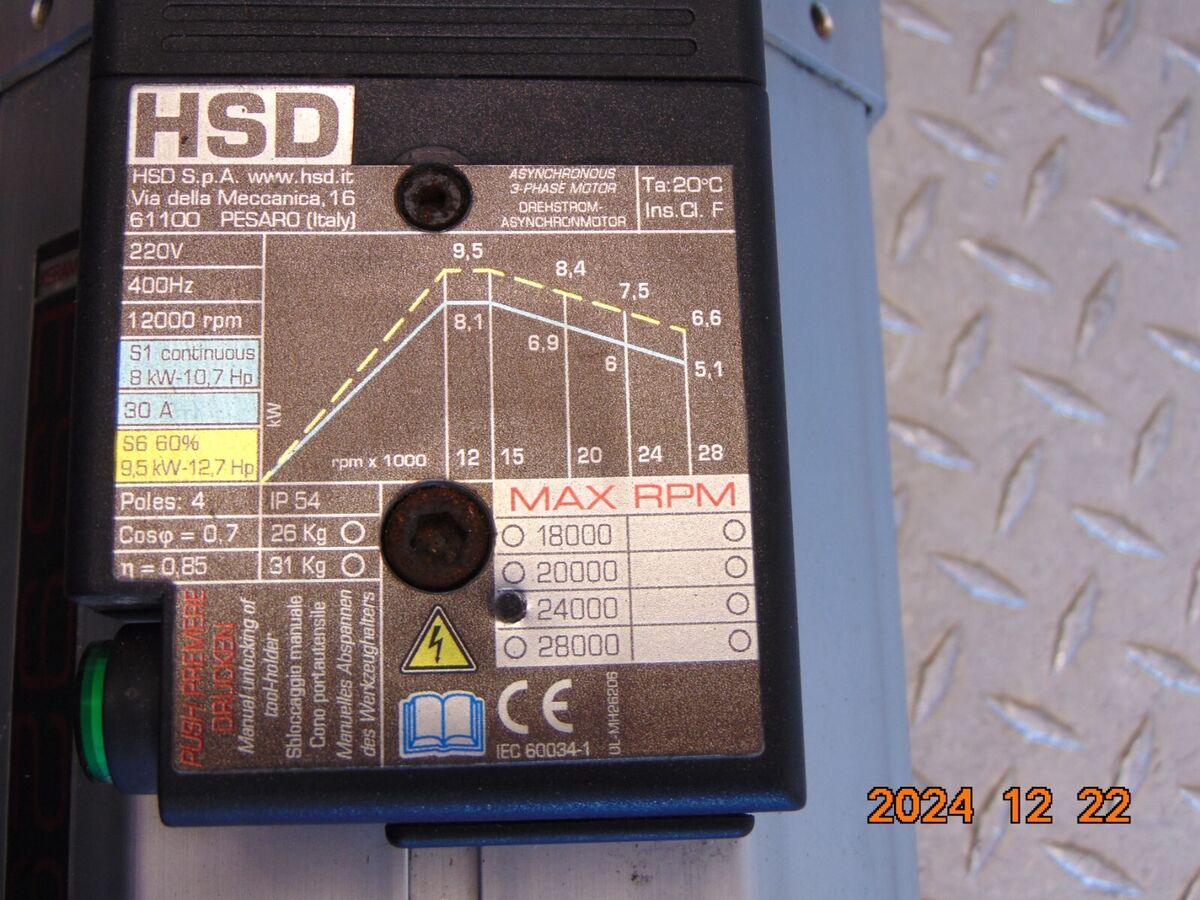 HSD
HSD S.p.A. www.hsd.it
Via della Meccanica, 16
61100 PESARO (Italy)
ASYNCHRONOUS
3-PHASE MOTOR
DREHSTROM-
ASYNCHRONMOTOR
Ta: 20°C
Ins. Cl. F
220V
400Hz
12000 rpm
S1 continuous
8 kW-10,7 Hp
30 A
S6 60%
9,5 kW-12,7 Hp
kW
9,5
8,4
7,5
6,6
8,1
6,9
6
5,1
rpm x 1000 12 15 20 24 28
Poles: 4
IP 54
Cosφ = 0,7
26 Kg
η = 0,85
31 Kg
MAX RPM
18000
20000
24000
28000
PUSH PREMERE
DRUCKEN
Manual unlocking of
tool-holder
Sbloccaggio manuale
Cono portautensile
Manuelles Abspannen
des Werkzeughalters
CE
IEC 60034-1
UL-MH26206
2024 12 22